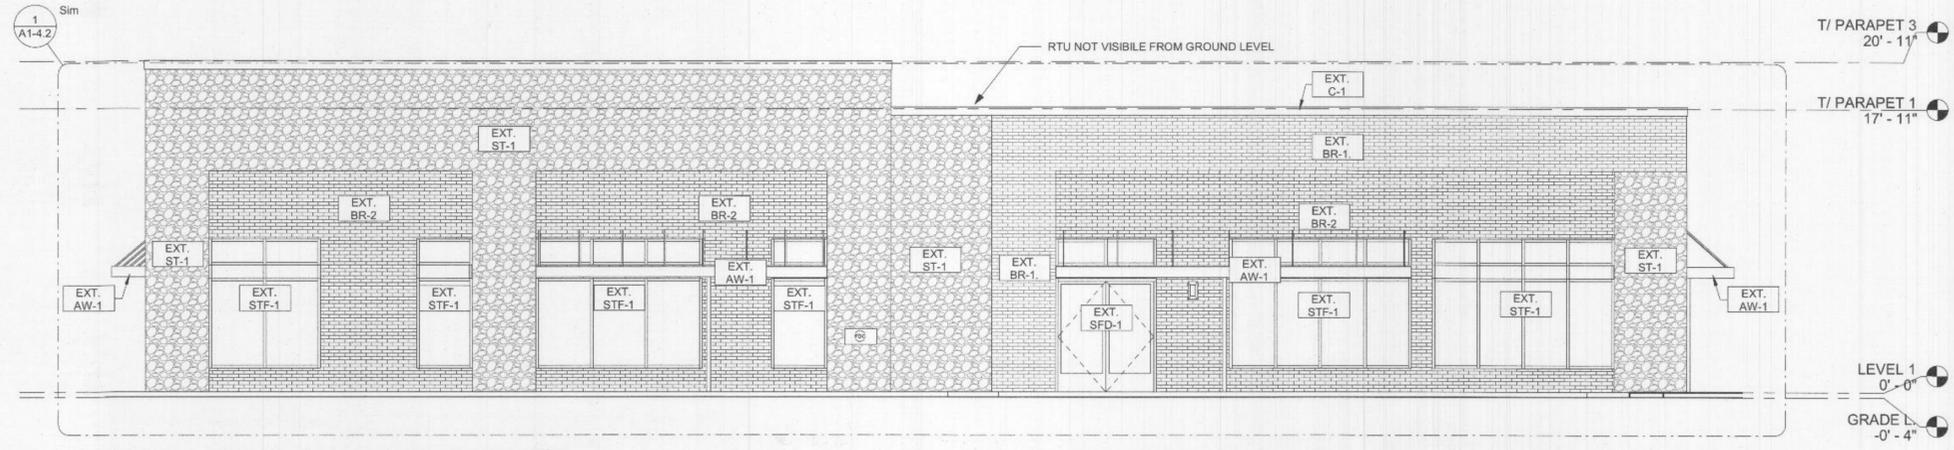 1
A1-4.2
Sim
RTU NOT VISIBILE FROM GROUND LEVEL
T/ PARAPET 3
20' - 11"
EXT.
C-1
T/ PARAPET 1
17' - 11"
EXT.
ST-1
EXT.
BR-1.
EXT.
BR-2
EXT.
BR-2
EXT.
BR-2
EXT.
ST-1
EXT.
ST-1
EXT.
BR-1.
EXT.
AW-1
EXT.
AW-1
EXT.
ST-1
EXT.
AW-1
EXT.
STF-1
EXT.
STF-1
EXT.
STF-1
EXT.
STF-1
EXT.
SFD-1
EXT.
STF-1
EXT.
STF-1
EXT.
AW-1
FDC
LEVEL 1
0' - 0"
GRADE L.
-0' - 4"